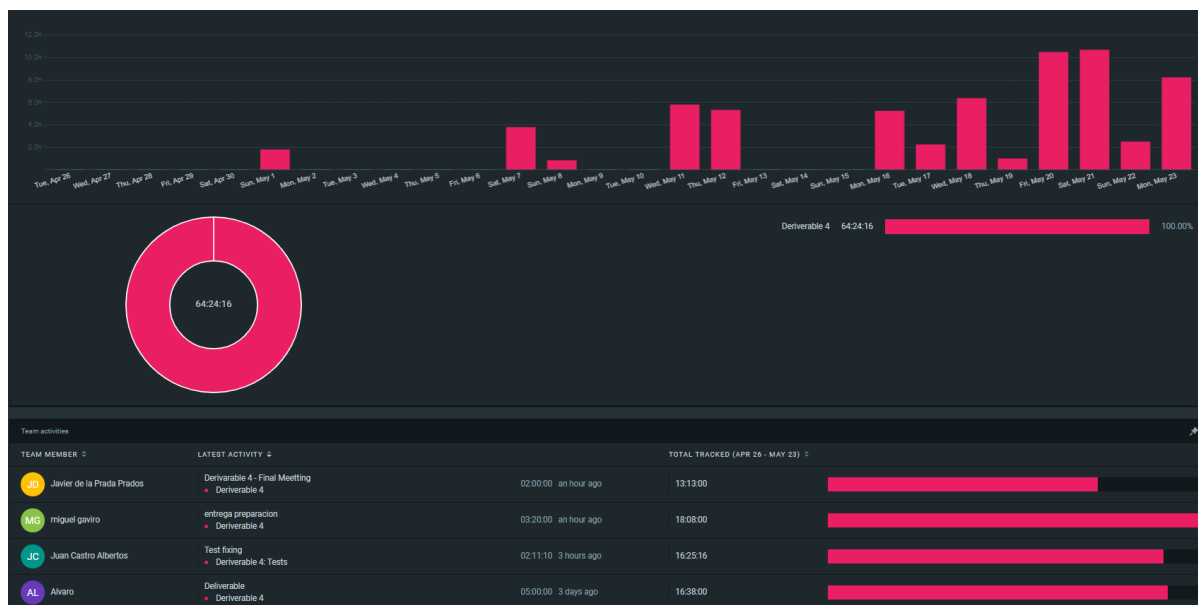 12.0h
10.0h
8.0h
6.0h
4.0h
2.0h
Tue, Apr 26 Wed, Apr 27 Thu, Apr 28 Fri, Apr 29 Sat, Apr 30 Sun, May 1 Mon, May 2 Tue, May 3 Wed, May 4 Thu, May 5 Fri, May 6 Sat, May 7 Sun, May 8 Mon, May 9 Tue, May 10 Wed, May 11 Thu, May 12 Fri, May 13 Sat, May 14 Sun, May 15 Mon, May 16 Tue, May 17 Wed, May 18 Thu, May 19 Fri, May 20 Sat, May 21 Sun, May 22 Mon, May 23
Deriverable 4 64:24:16 100.00%
64:24:16
Team activities
TEAM MEMBER LATEST ACTIVITY TOTAL TRACKED (APR 26 - MAY 23)
JD Javier de la Prada Prados Derivarable 4 - Final Meetting 02:00:00 an hour ago 13:13:00
Deriverable 4
MG miguel gaviro entrega preparacion 03:20:00 an hour ago 18:08:00
Deriverable 4
JC Juan Castro Albertos Test fixing 02:11:10 3 hours ago 16:25:16
Deriverable 4: Tests
AL Alvaro Deliverable 05:00:00 3 days ago 16:38:00
Deriverable 4